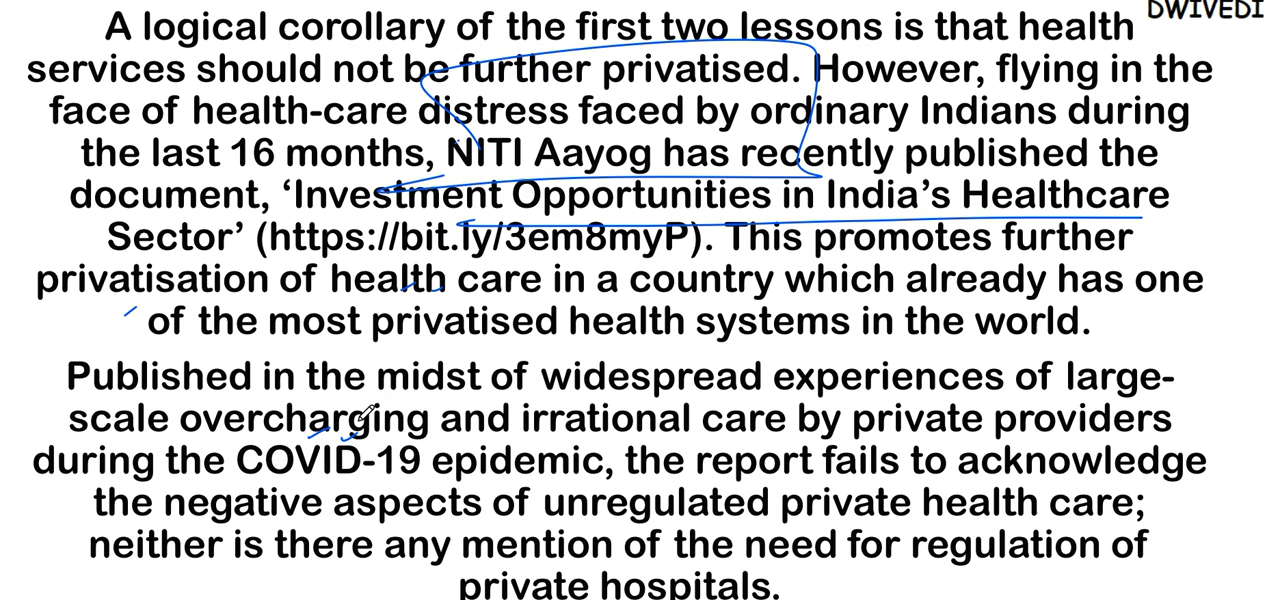 DWIVEDI
A logical corollary of the first two lessons is that health
services should not be further privatised. However, flying in the
face of health-care distress faced by ordinary Indians during
the last 16 months, NITI Aayog has recently published the
document, ‘Investment Opportunities in India’s Healthcare
Sector’ (https://bit.ly/3em8myP). This promotes further
privatisation of health care in a country which already has one
of the most privatised health systems in the world.
Published in the midst of widespread experiences of large-
scale overcharging and irrational care by private providers
during the COVID-19 epidemic, the report fails to acknowledge
the negative aspects of unregulated private health care;
neither is there any mention of the need for regulation of
private hospitals.